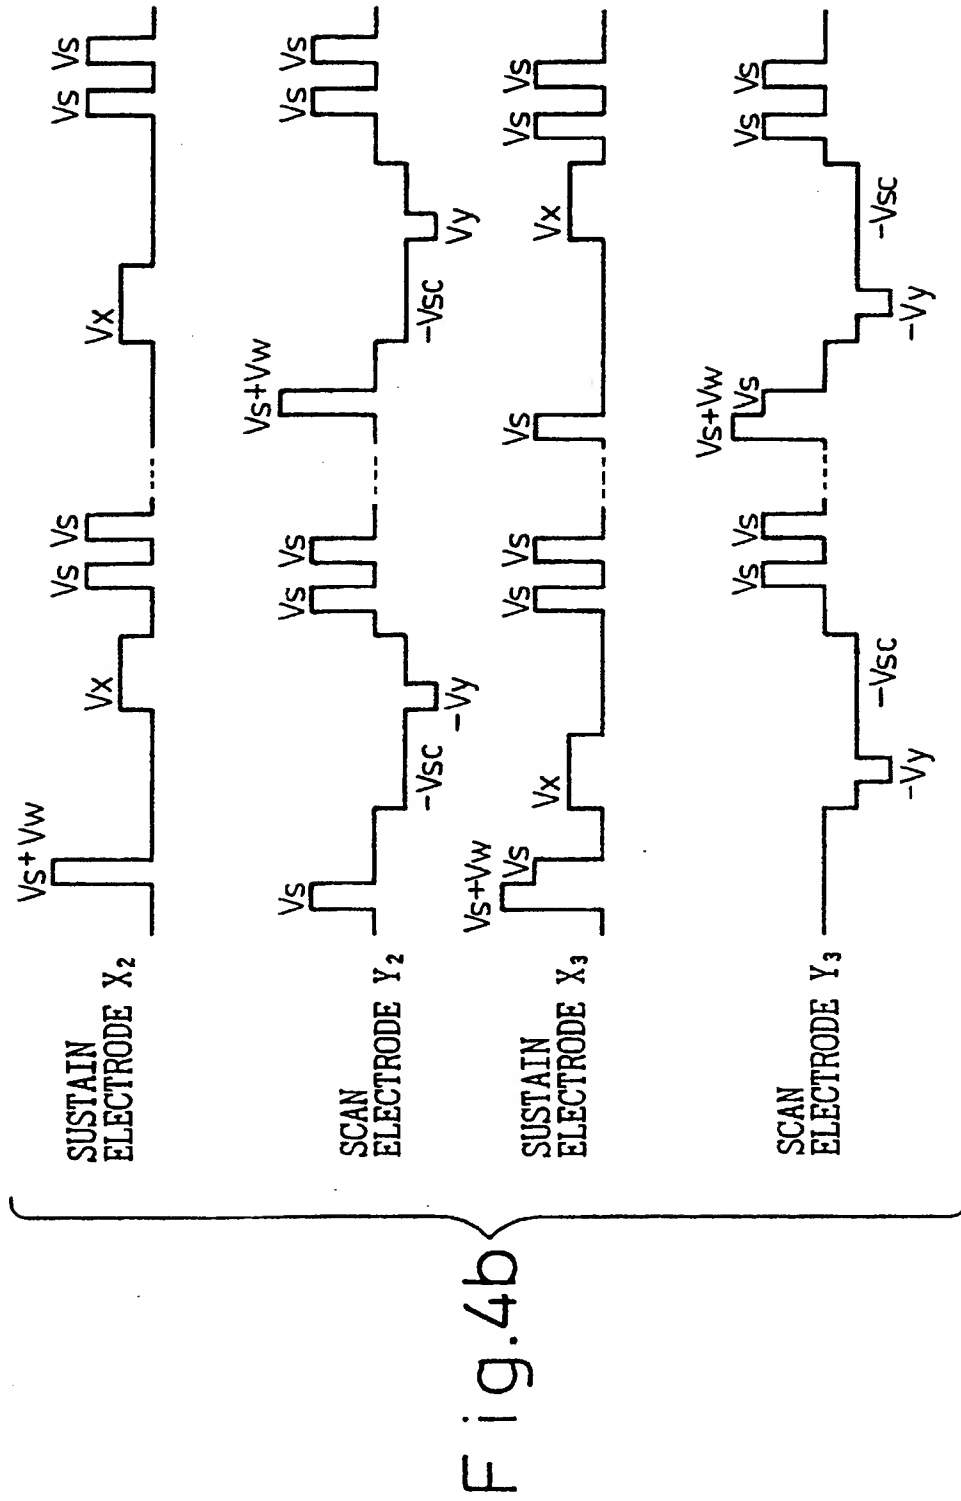 SUSTAIN
ELECTRODE X2
Vs+Vw
Vx
Vs
Vs
Vx
Vs
Vs
SCAN
ELECTRODE Y2
Vs
-Vsc
-Vy
Vs
Vs
Vs+Vw
-Vsc
Vy
Vs
Vs
SUSTAIN
ELECTRODE X3
Vs+Vw
Vs
Vx
Vs
Vs
Vs
Vx
Vs
Vs
SCAN
ELECTRODE Y3
-Vy
-Vsc
Vs
Vs
Vs+Vw
Vs
-Vy
-Vsc
Vs
Vs
Fig.4b